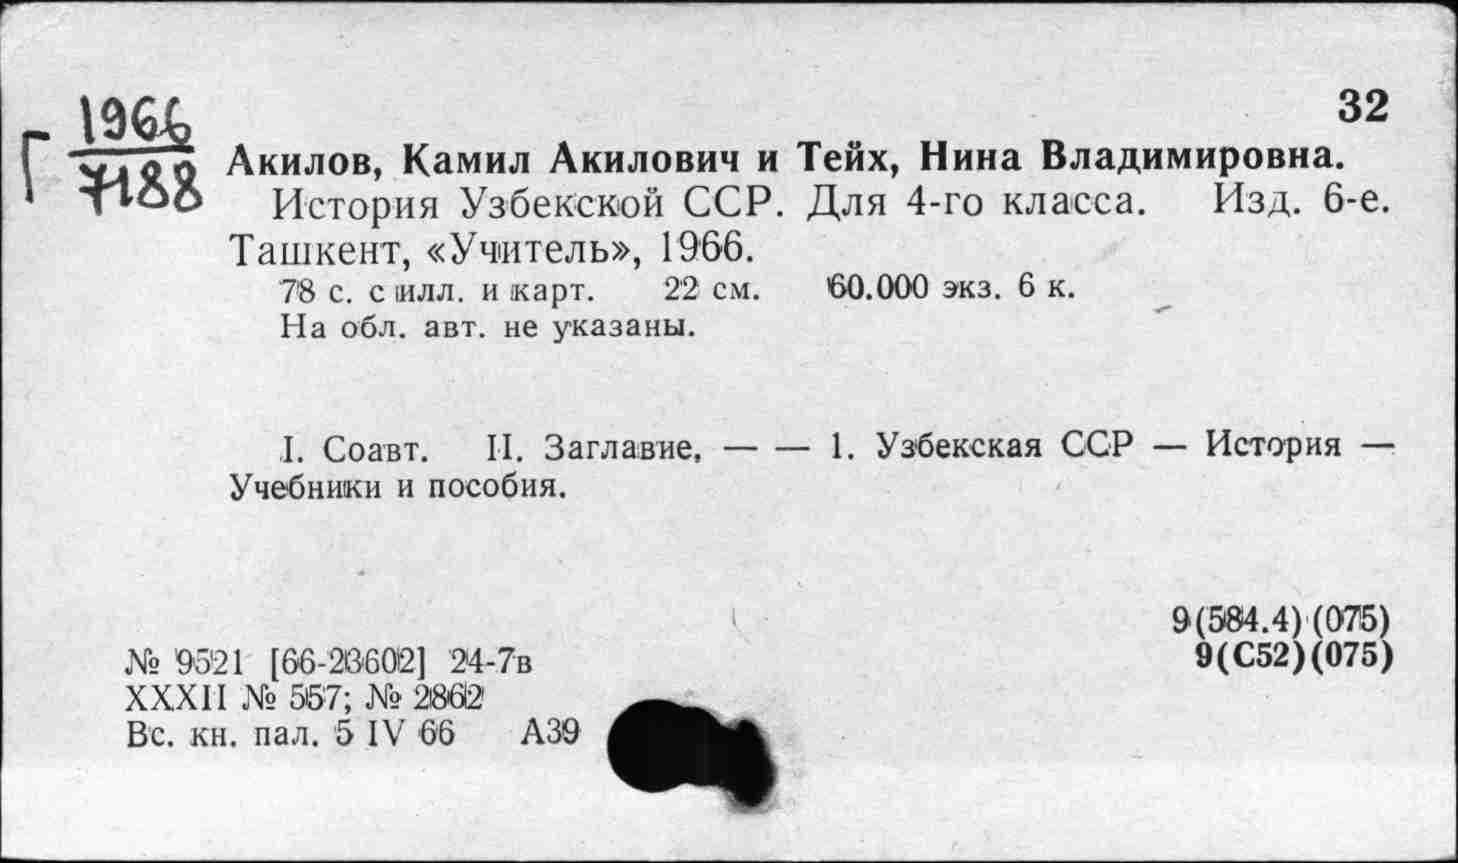 32
Г 1966
7188
Акилов, Камил Акилович и Тейх, Нина Владимировна.
История Узбекской ССР. Для 4-го класса. Изд. 6-е.
Ташкент, «Учитель», 1966.
78 с. с илл. и карт. 22 см. 60.000 экз. 6 к.
На обл. авт. не указаны.
I. Соавт. II. Заглавие. — — 1. Узбекская ССР — История —
Учебники и пособия.
9(584.4)(075)
№ 9521 [66-23602] 24-7в 9(С52)(075)
XXXII № 557; № 2862
Вс. кн. пал. 5 IV 66 А39